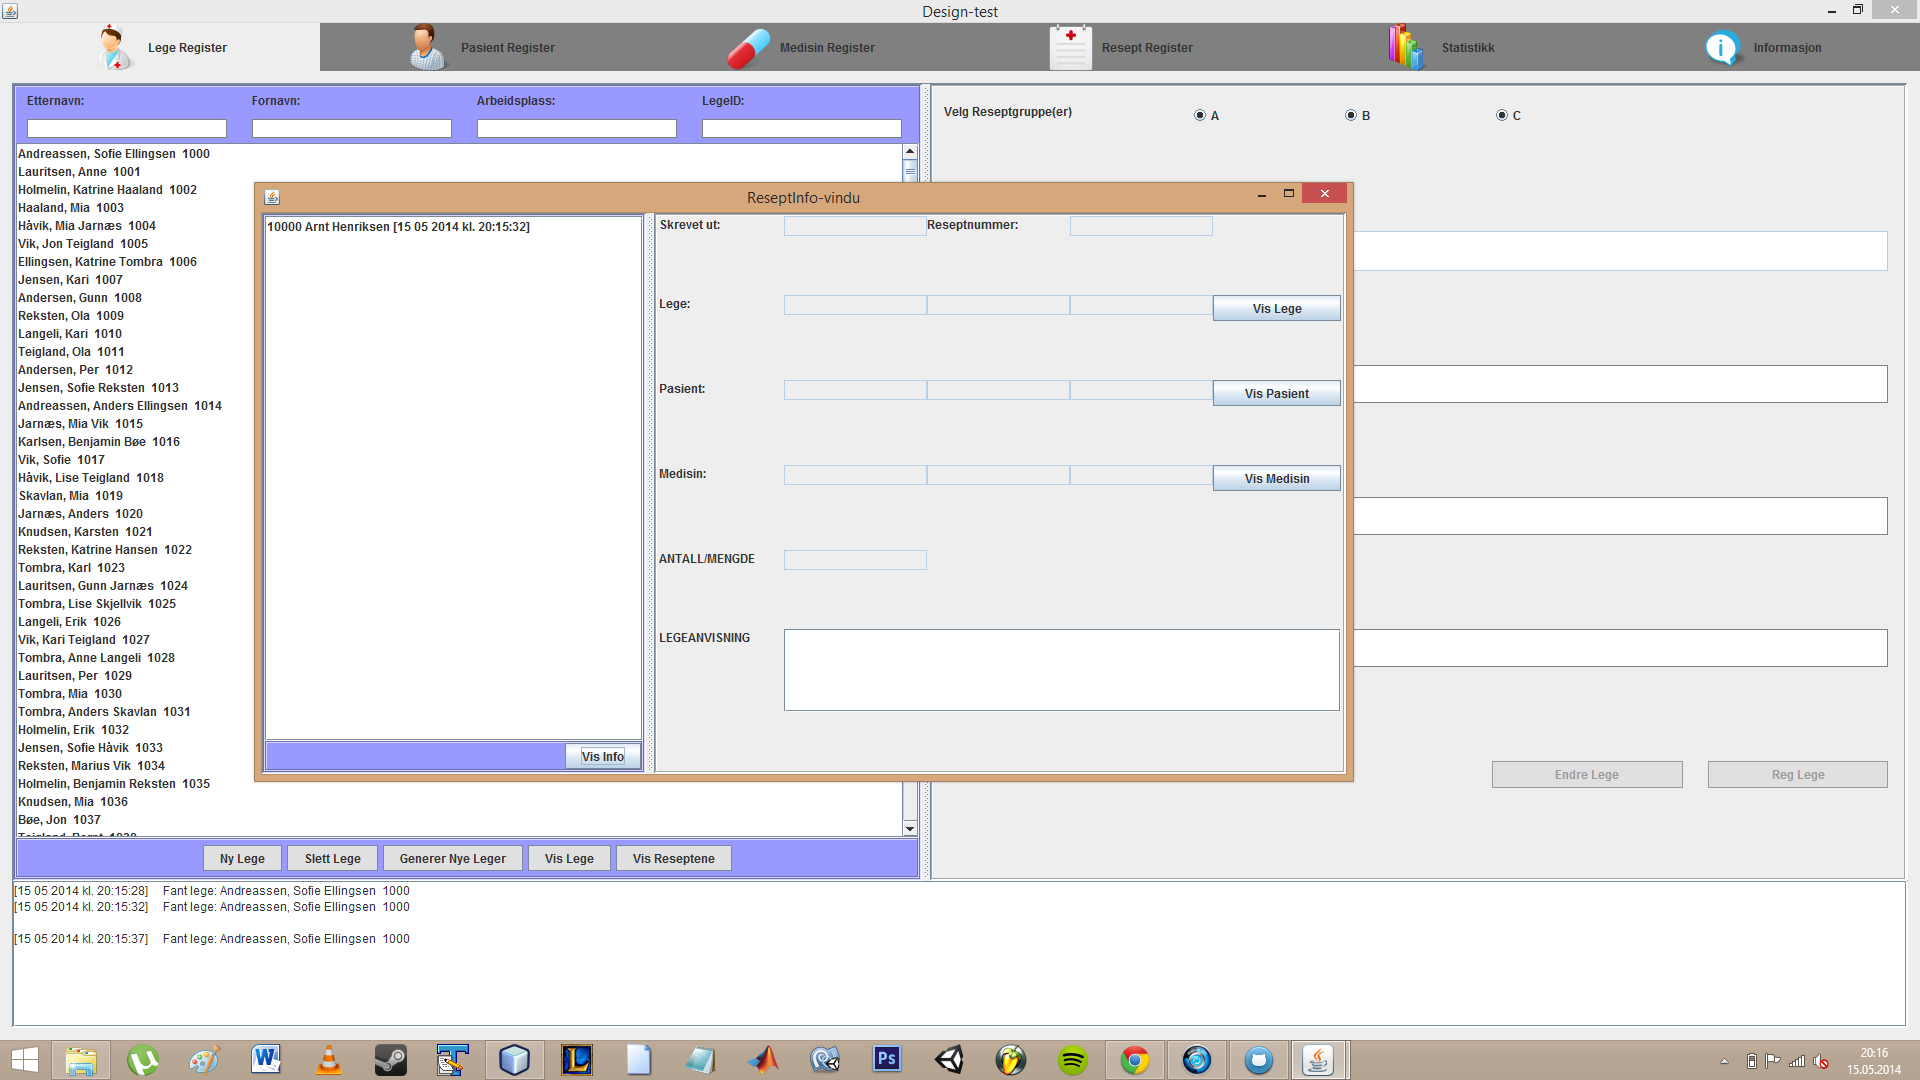 Design-test
Lege Register
Pasient Register
Medisin Register
Resept Register
Statistikk
Informasjon
Etternavn:
Fornavn:
Arbeidsplass:
LegeID:
Andreassen, Sofie Ellingsen 1000
Lauritsen, Anne 1001
Holmelin, Katrine Haaland 1002
Haaland, Mia 1003
Håvik, Mia Jarnæs 1004
Vik, Jon Teigland 1005
Ellingsen, Katrine Tombra 1006
Jensen, Kari 1007
Andersen, Gunn 1008
Reksten, Ola 1009
Langeli, Kari 1010
Teigland, Ola 1011
Andersen, Per 1012
Jensen, Sofie Reksten 1013
Andreassen, Anders Ellingsen 1014
Jarnæs, Mia Vik 1015
Karlsen, Benjamin Bøe 1016
Vik, Sofie 1017
Håvik, Lise Teigland 1018
Skavlan, Mia 1019
Jarnæs, Anders 1020
Knudsen, Karsten 1021
Reksten, Katrine Hansen 1022
Tombra, Karl 1023
Lauritsen, Gunn Jarnæs 1024
Tombra, Lise Skjellvik 1025
Langeli, Erik 1026
Vik, Kari Teigland 1027
Tombra, Anne Langeli 1028
Lauritsen, Per 1029
Tombra, Mia 1030
Tombra, Anders Skavlan 1031
Holmelin, Erik 1032
Jensen, Sofie Håvik 1033
Reksten, Marius Vik 1034
Holmelin, Benjamin Reksten 1035
Knudsen, Mia 1036
Bøe, Jon 1037
Ny Lege
Slett Lege
Generer Nye Leger
Vis Lege
Vis Reseptene
Velg Reseptgruppe(er)
A
B
C
Endre Lege
Reg Lege
ReseptInfo-vindu
10000 Arnt Henriksen [15 05 2014 kl. 20:15:32]
Vis Info
Skrevet ut:
Reseptnummer:
Lege:
Vis Lege
Pasient:
Vis Pasient
Medisin:
Vis Medisin
ANTALL/MENGDE
LEGEANVISNING
[15 05 2014 kl. 20:15:28] Fant lege: Andreassen, Sofie Ellingsen 1000
[15 05 2014 kl. 20:15:32] Fant lege: Andreassen, Sofie Ellingsen 1000
[15 05 2014 kl. 20:15:37] Fant lege: Andreassen, Sofie Ellingsen 1000
20:16
15.05.2014